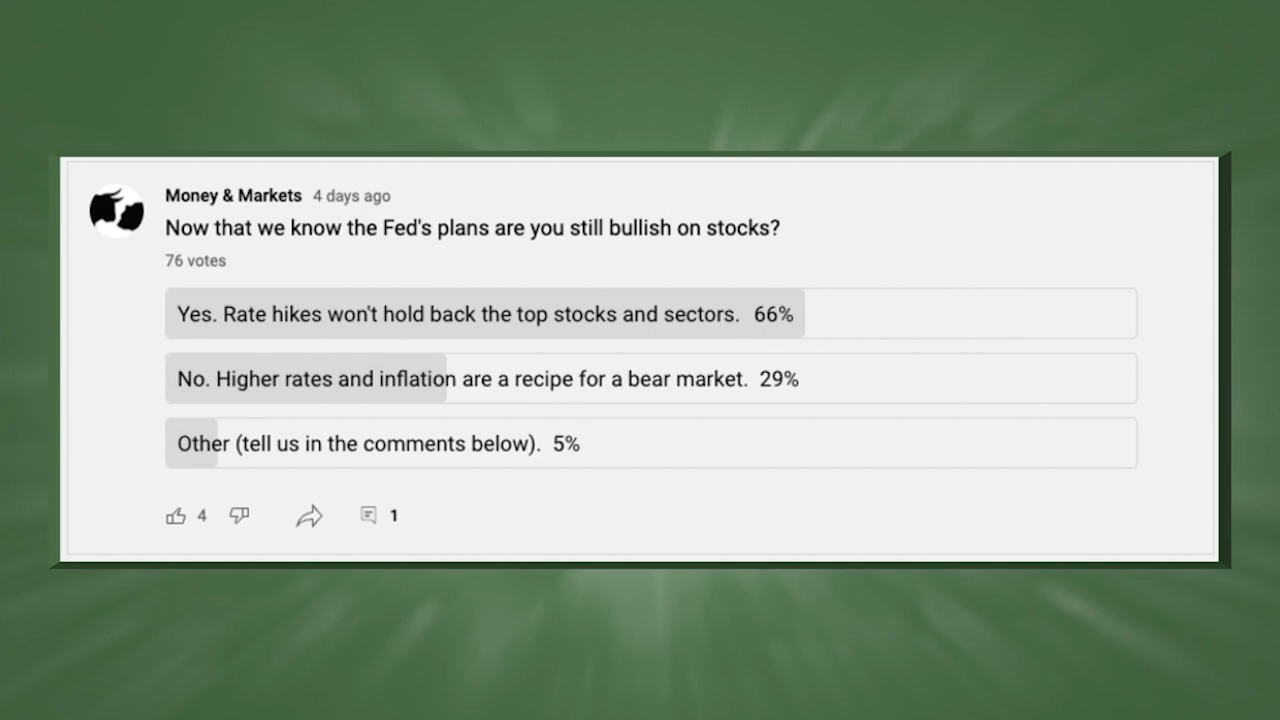 Money & Markets 4 days ago
Now that we know the Fed's plans are you still bullish on stocks?
76 votes
Yes. Rate hikes won't hold back the top stocks and sectors. 66%
No. Higher rates and inflation are a recipe for a bear market. 29%
Other (tell us in the comments below). 5%
4 1